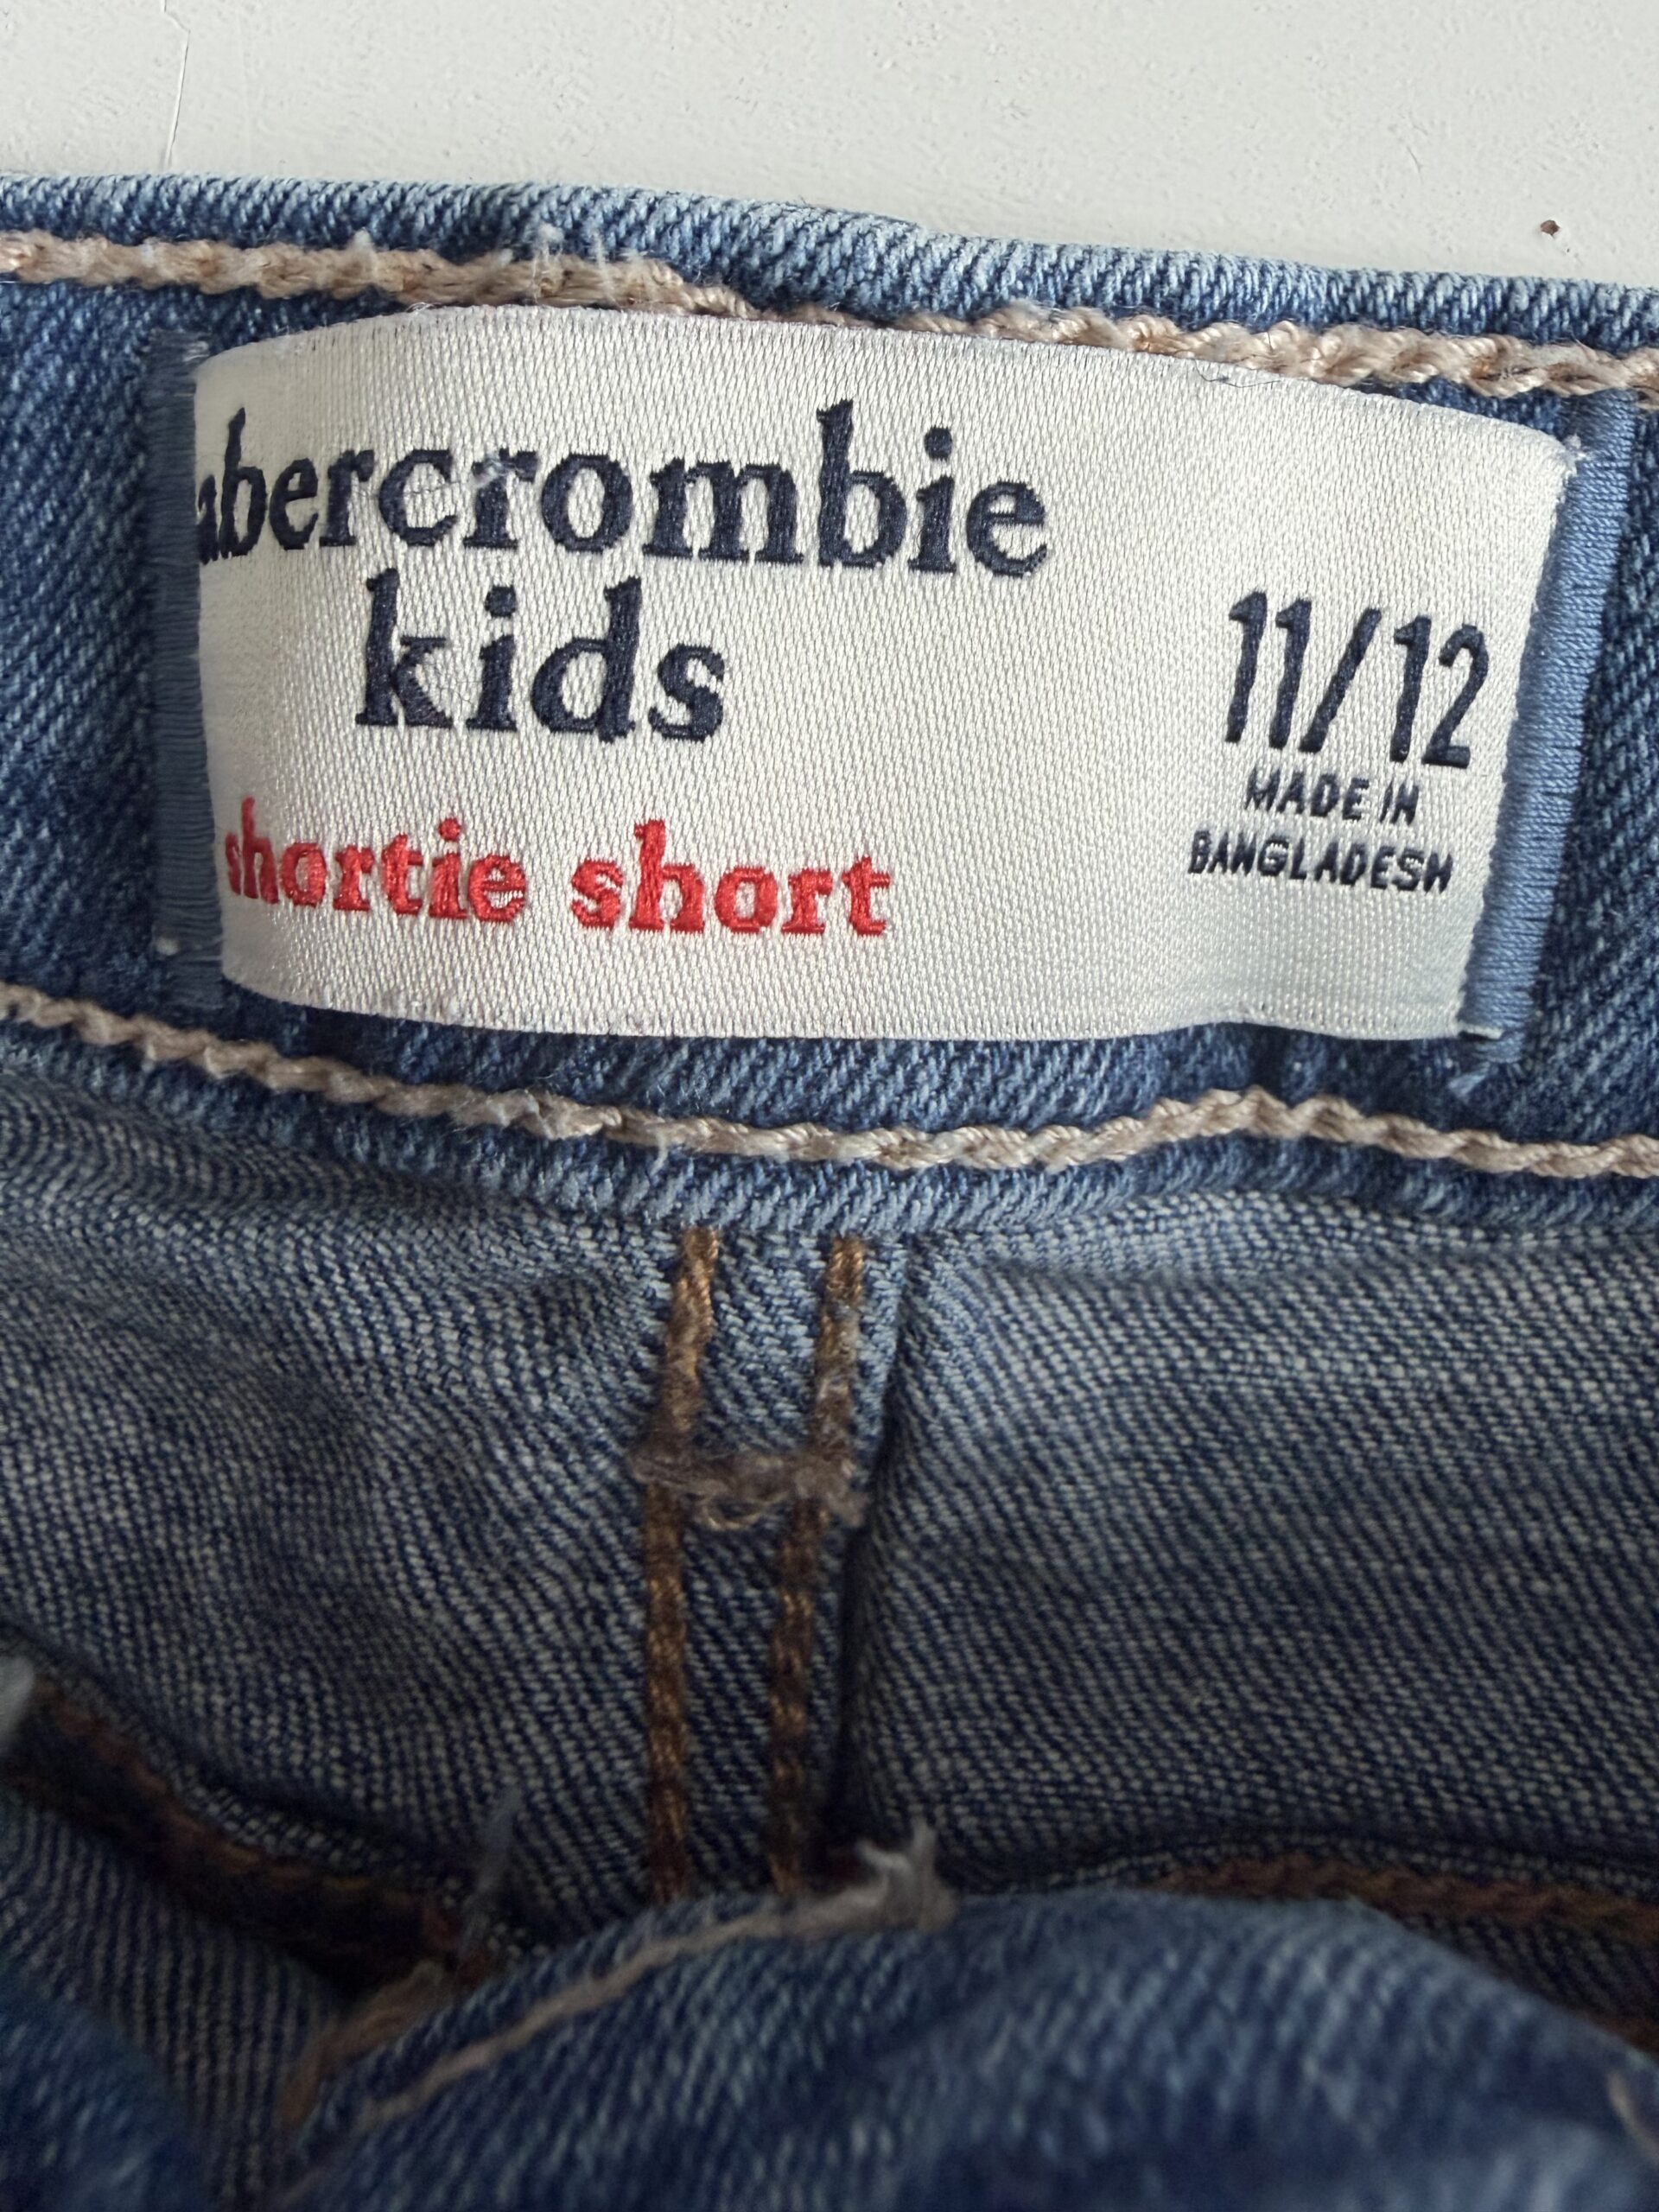 abercrombie
kids
shortie short
11/12
MADE IN
BANGLADESH